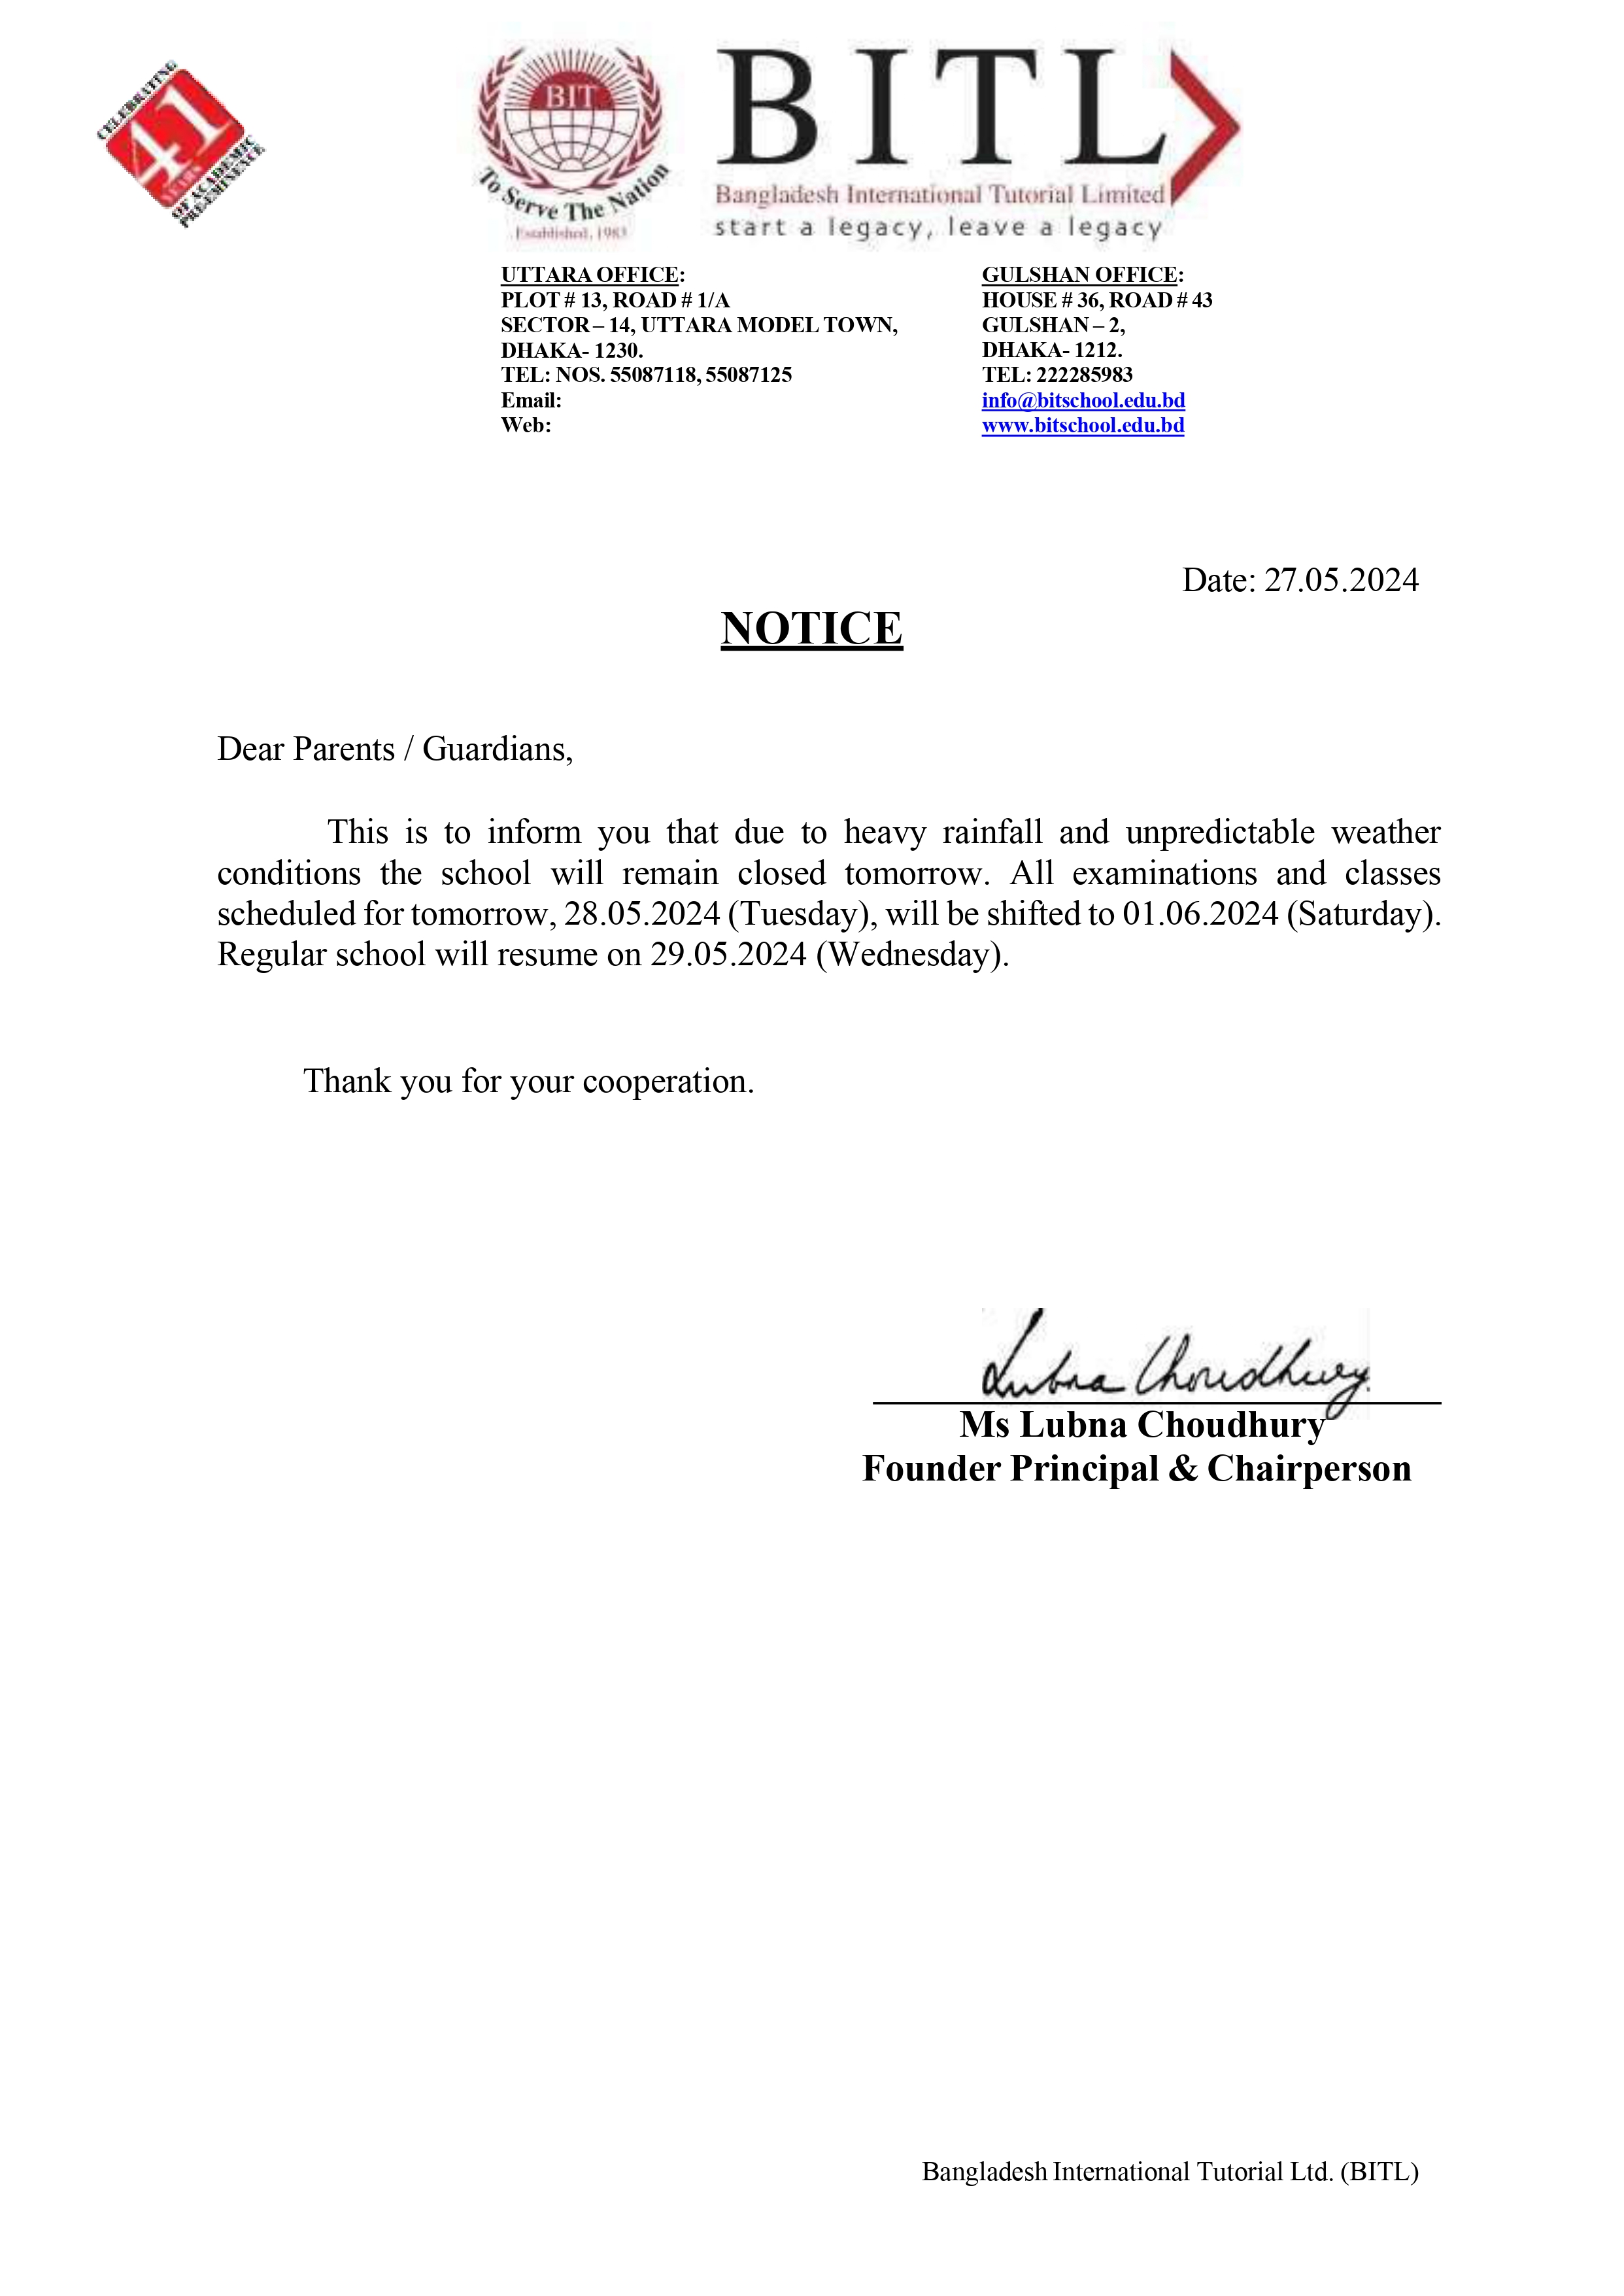 CELEBRATING
41
YEARS
OF ACADEMIC
PRE-EMINENCE
BIT
To Serve The Nation
Established, 1983
BITL
Bangladesh International Tutorial Limited
start a legacy, leave a legacy
UTTARA OFFICE:
PLOT # 13, ROAD # 1/A
SECTOR – 14, UTTARA MODEL TOWN,
DHAKA- 1230.
TEL: NOS. 55087118, 55087125
Email:
Web:
GULSHAN OFFICE:
HOUSE # 36, ROAD # 43
GULSHAN – 2,
DHAKA- 1212.
TEL: 222285983
info@bitschool.edu.bd
www.bitschool.edu.bd
Date: 27.05.2024
NOTICE
Dear Parents / Guardians,
This is to inform you that due to heavy rainfall and unpredictable weather
conditions the school will remain closed tomorrow. All examinations and classes
scheduled for tomorrow, 28.05.2024 (Tuesday), will be shifted to 01.06.2024 (Saturday).
Regular school will resume on 29.05.2024 (Wednesday).
Thank you for your cooperation.
Lubna Choudhury.
Ms Lubna Choudhury
Founder Principal & Chairperson
Bangladesh International Tutorial Ltd. (BITL)